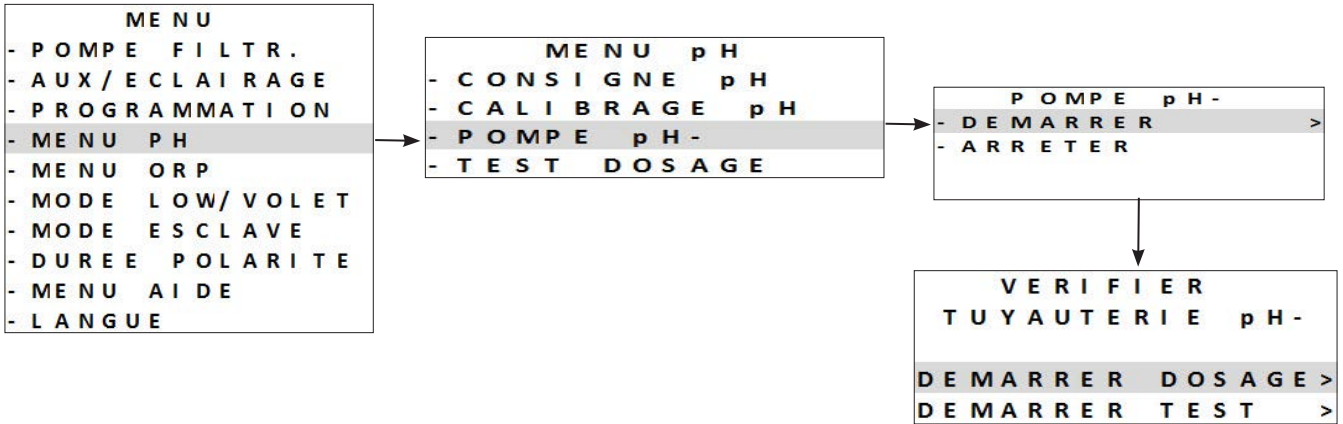 MENU
- POMPE FILTR.
- AUX/ECLAIRAGE
- PROGRAMMATION
- MENU PH
- MENU ORP
- MODE LOW/VOLET
- MODE ESCLAVE
- DUREE POLARITE
- MENU AIDE
- LANGUE
MENU pH
- CONSIGNE pH
- CALIBRAGE pH
- POMPE pH-
- TEST DOSAGE
POMPE pH-
- DEMARRER >
- ARRETER
VERIFIER
TUYAUTERIE pH-
DEMARRER DOSAGE >
DEMARRER TEST >